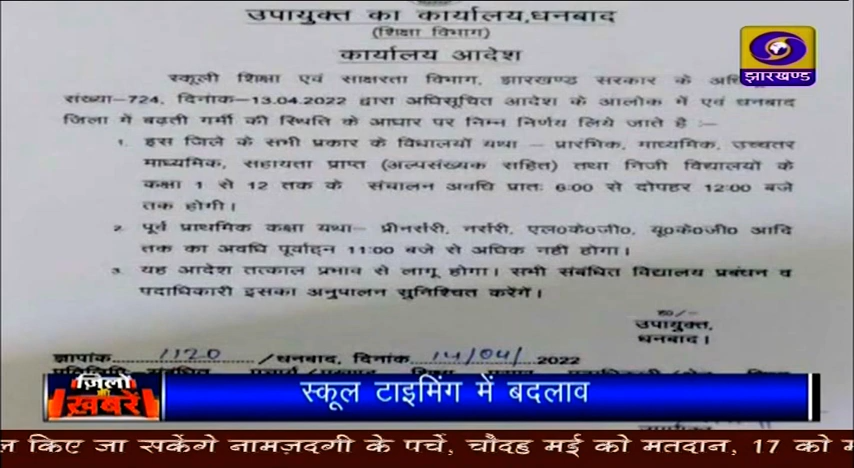 उपायुक्त का कार्यालय,धनबाद
(शिक्षा विभाग)
कार्यालय आदेश
झारखण्ड
स्कूली शिक्षा एवं साक्षरता विभाग, झारखण्ड सरकार के
संख्या-724, दिनांक-13.04.2022 द्वारा अधिसूचित आदेश के आलोक में एवं धनबाद
जिला में बढ़ती गर्मी की स्थिति के आधार पर निम्न निर्णय लिये जाते है :-
1. इस जिले के सभी प्रकार के विधालयों यथा - प्रारंभिक, माध्यमिक, उच्चतर
माध्यमिक, सहायता प्राप्त (अल्पसंख्यक सहित) तथा निजी विद्यालयों के
कक्षा 1 से 12 तक के संचालन अवधि प्रातः 6:00 से दोपहर 12:00 बजे
तक होगी।
2. पूर्व प्राथमिक कक्षा यथा- प्रीनर्सरी, नर्सरी, एल०के०जी०, यू०के०जी० आदि
तक का अवधि पूर्वाहन 11:00 बजे से अधिक नहीं होगा।
3. यह आदेश तत्काल प्रभाव से लागू होगा। सभी संबंधित विद्यालय प्रबंधन व
पदाधिकारी इसका अनुपालन सुनिश्चित करेगें।
ह०/-
उपायुक्त,
धनबाद।
ज्ञापांक 1120 /धनबाद, दिनांक 14/04/ 2022
ज़िलों की ख़बरें
स्कूल टाइमिंग में बदलाव
किए जा सकेंगे नामज़दगी के पर्चे, चौदह मई को मतदान, 17 को